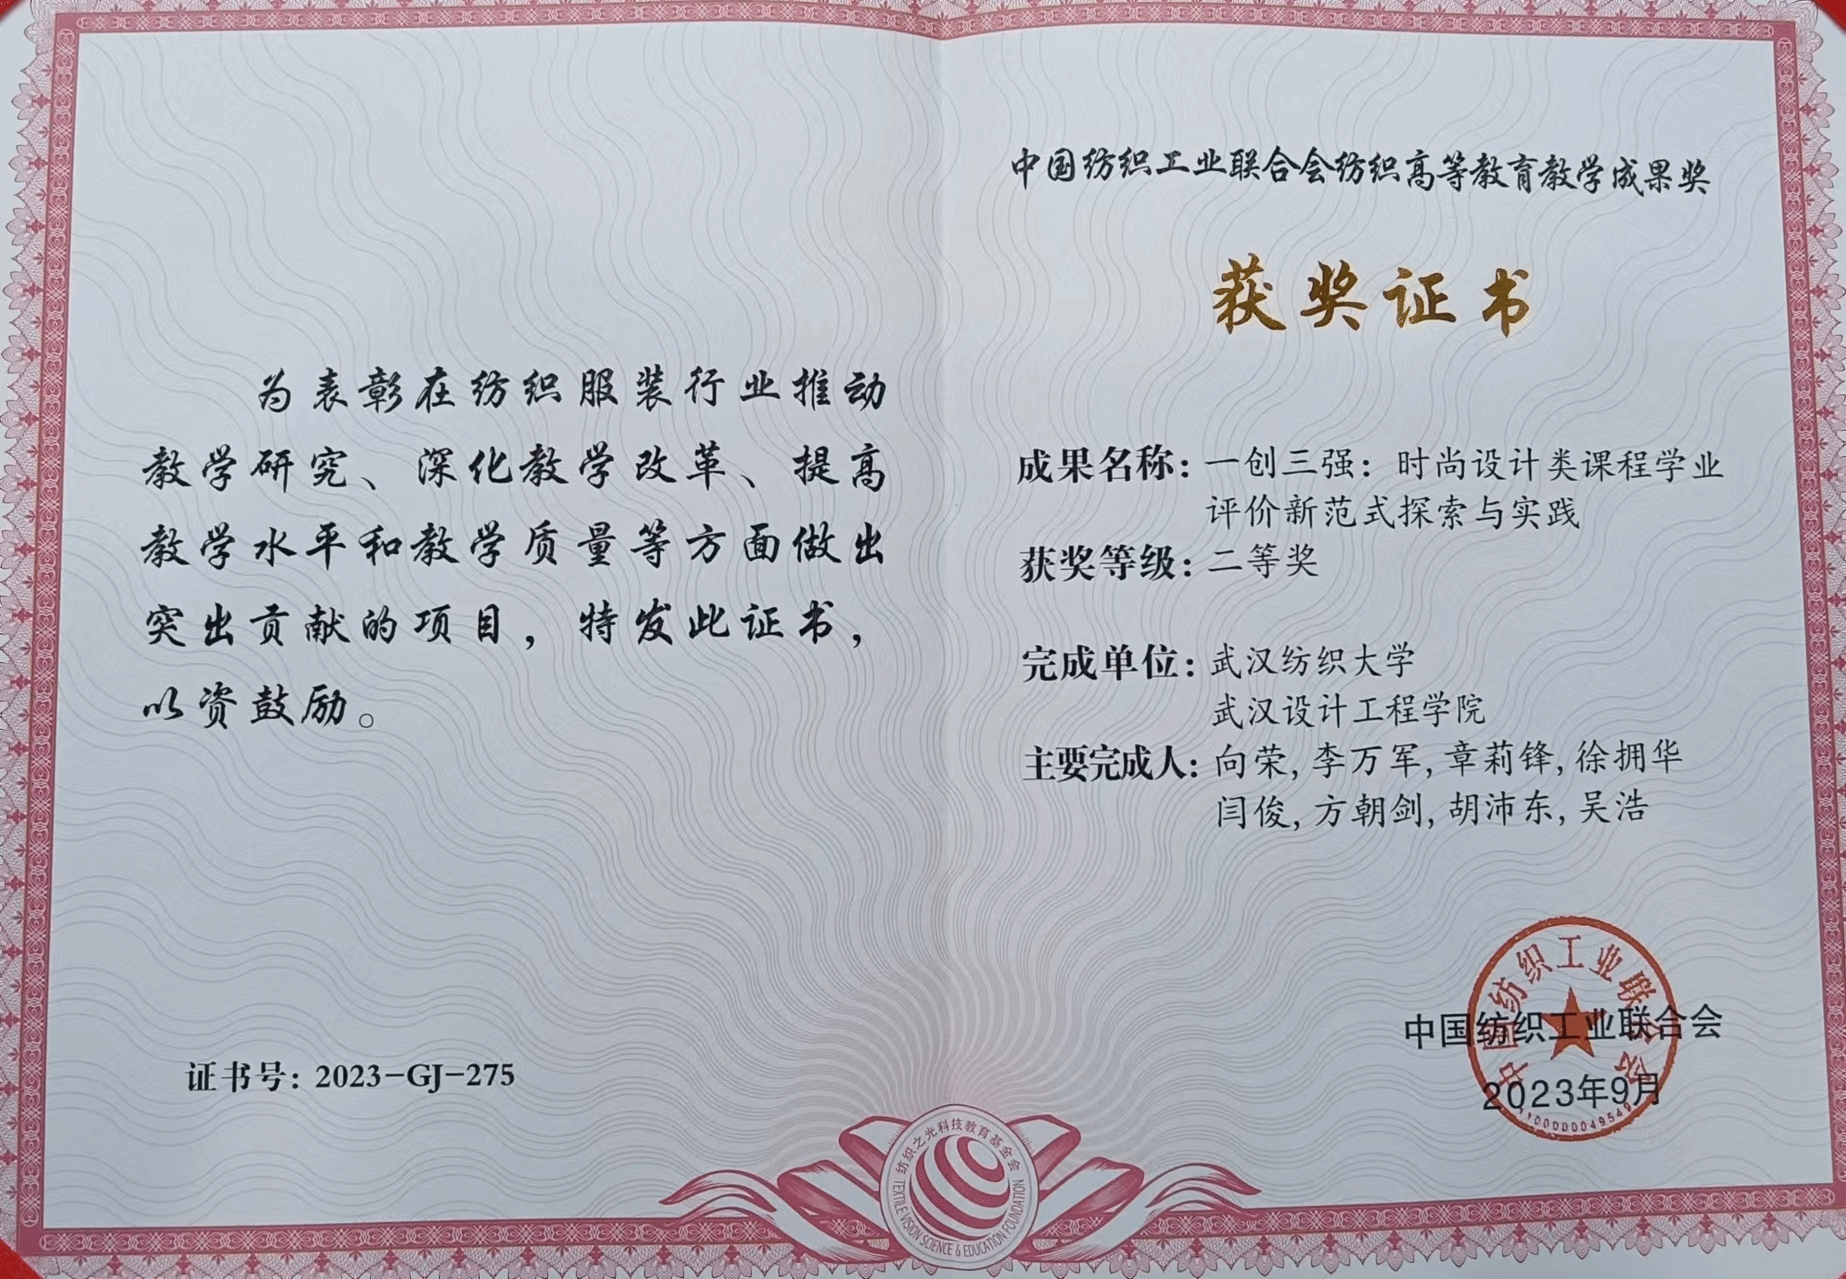 为表彰在纺织服装行业推动
教学研究、深化教学改革、提高
教学水平和教学质量等方面做出
突出贡献的项目，特发此证书，
以资鼓励。
证书号：2023-GJ-275
中国纺织工业联合会纺织高等教育教学成果奖
获奖证书
成果名称：一创三强：时尚设计类课程学业
评价新范式探索与实践
获奖等级：二等奖
完成单位：武汉纺织大学
武汉设计工程学院
主要完成人：向荣, 李万军, 章莉锋, 徐拥华
闫俊, 方朝剑, 胡沛东, 吴浩
中国纺织工业联合会
2023年9月
中国纺织工业联合会
纺织之光科技教育基金会
TEXTILE VISION SCIENCE & EDUCATION FOUNDATION